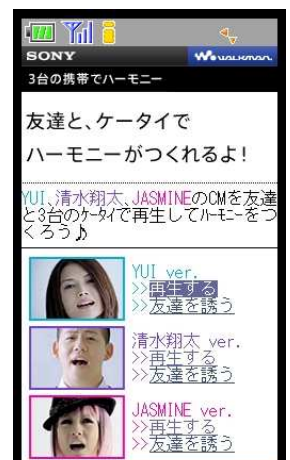 SONY
WALKMAN
3台の携帯でハーモニー
友達と、ケータイで
ハーモニーがつくれるよ！
YUI、清水翔太、JASMINEのCMを友達
と3台のケータイで再生してハーモニーをつ
くろう♪
YUI ver.
>>再生する
>>友達を誘う
清水翔太 ver.
>>再生する
>>友達を誘う
JASMINE ver.
>>再生する
>>友達を誘う